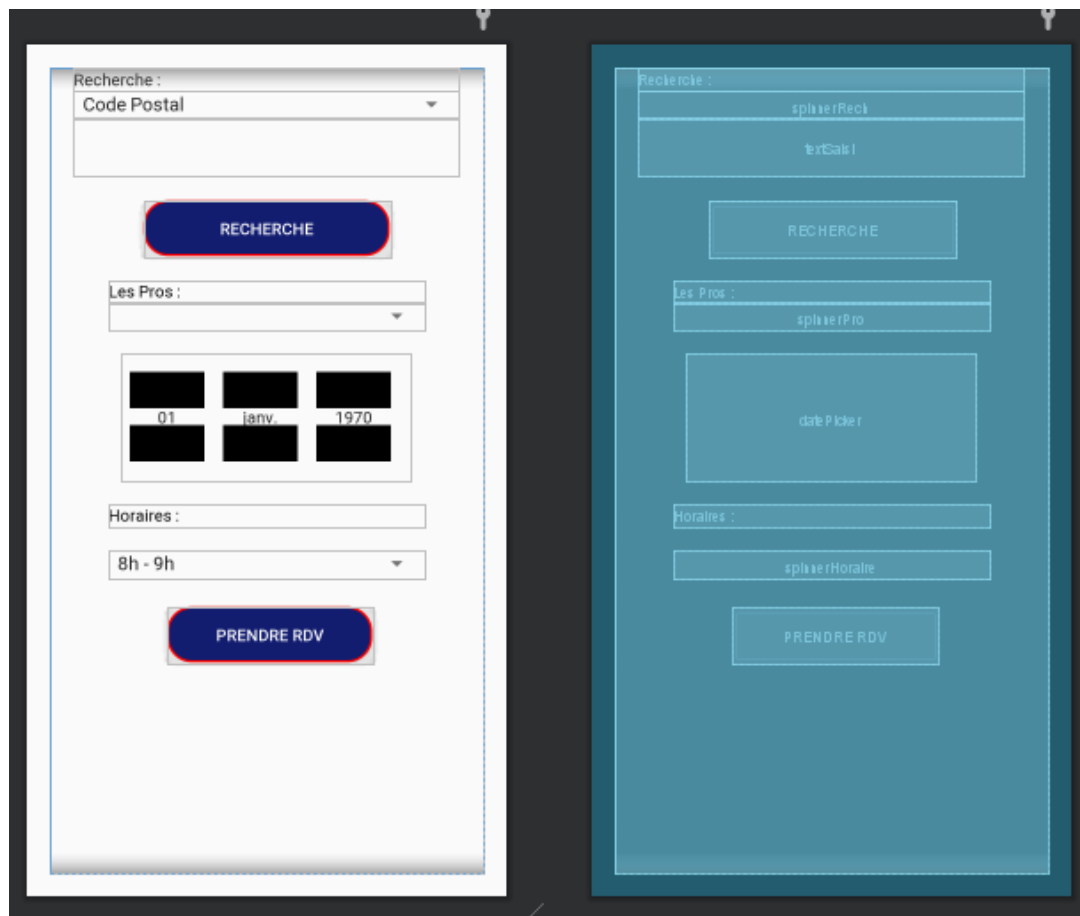 Recherche :
Code Postal
RECHERCHE
Les Pros :
01 janv. 1970
Horaires :
8h - 9h
PRENDRE RDV
Recherche :
spinnerRech
textSaisi
RECHERCHE
Les Pros :
spinnerPro
datePicker
Horaires :
spinnerHoraire
PRENDRE RDV